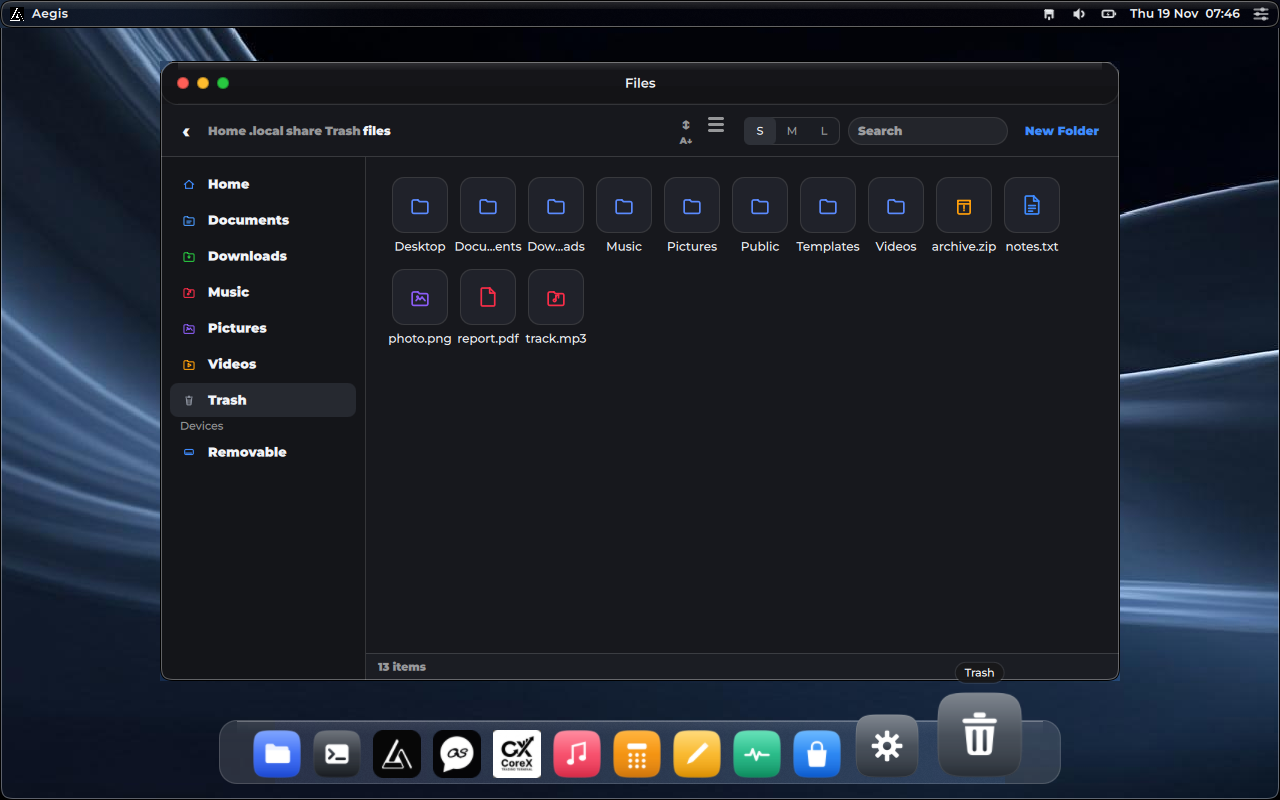 Aegis
Thu 19 Nov 07:46
Files
Home .local share Trash files
A
S M L
Search
New Folder
Home
Documents
Downloads
Music
Pictures
Videos
Trash
Devices
Removable
Desktop Docu...ents Dow...ads Music Pictures Public Templates Videos archive.zip notes.txt
photo.png report.pdf track.mp3
13 items
Trash
as
CX
CoreX